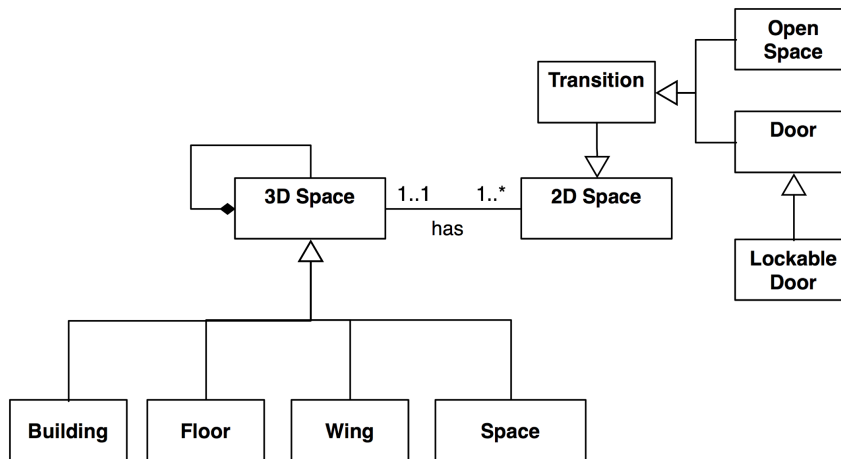 Open
Space
Transition
Door
3D Space
1..1
1..*
2D Space
has
Lockable
Door
Building
Floor
Wing
Space